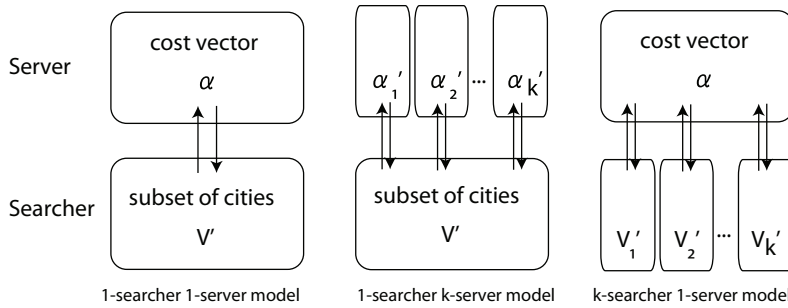 Server
cost vector
α
α₁′ α₂′ ... αₖ′
cost vector
α
Searcher
subset of cities
V′
subset of cities
V′
V₁′ V₂′ ... Vₖ′
1-searcher 1-server model
1-searcher k-server model
k-searcher 1-server model